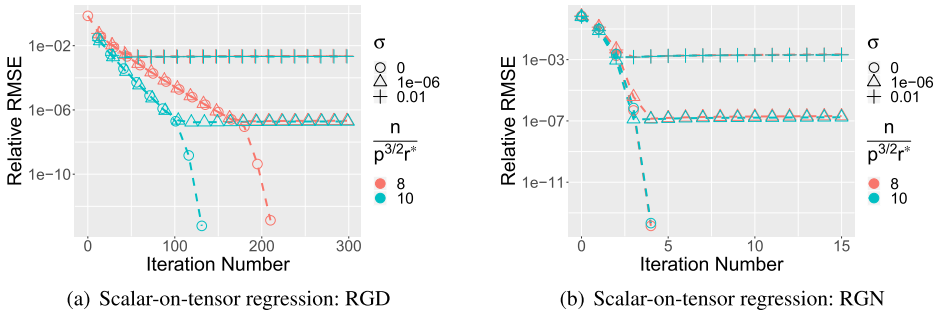 Relative RMSE
1e−02
1e−06
1e−10
0 100 200 300
Iteration Number
σ
0
1e−06
0.01
n
p^{3/2}r*
8
10
(a) Scalar-on-tensor regression: RGD
Relative RMSE
1e−03
1e−07
1e−11
0 5 10 15
Iteration Number
σ
0
1e−06
0.01
n
p^{3/2}r*
8
10
(b) Scalar-on-tensor regression: RGN